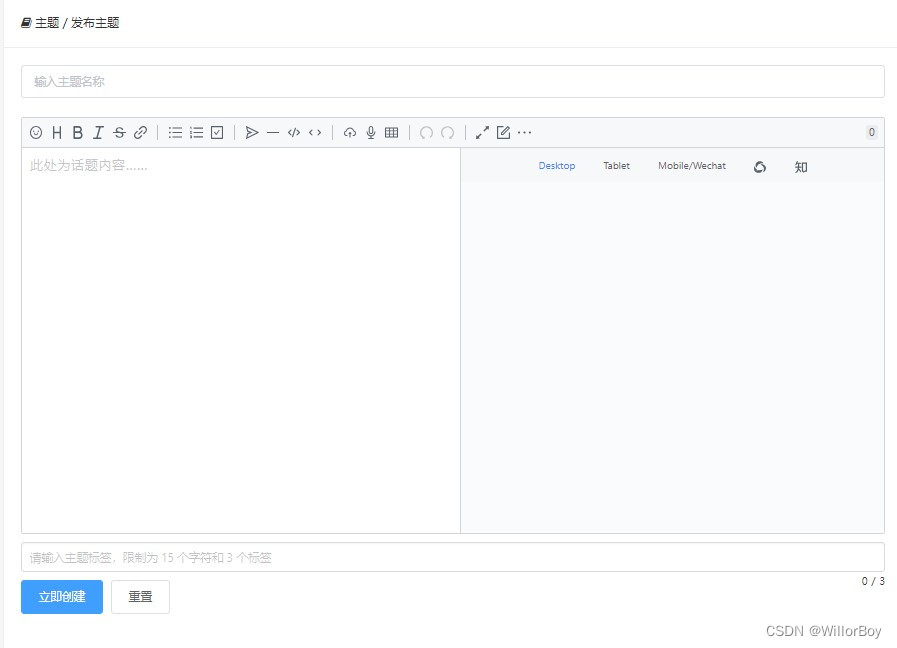 主题 / 发布主题
输入主题名称
H B I S 0
此处为话题内容......
Desktop Tablet Mobile/Wechat 知
请输入主题标签，限制为 15 个字符和 3 个标签
0 / 3
立即创建 重置
CSDN @WillorBoy